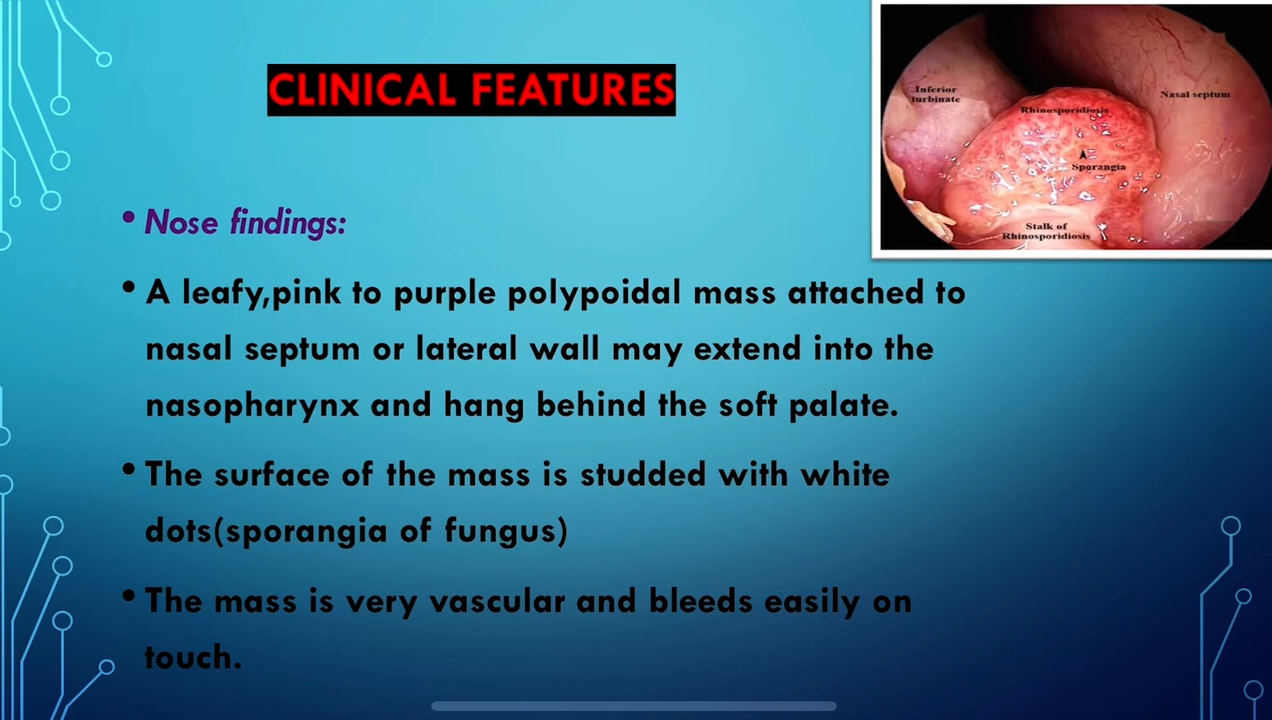 CLINICAL FEATURES
Inferior
turbinate
Rhinosporidiosis
Nasal septum
Sporangia
Stalk of
Rhinosporidiosis
• Nose findings:
• A leafy,pink to purple polypoidal mass attached to
nasal septum or lateral wall may extend into the
nasopharynx and hang behind the soft palate.
• The surface of the mass is studded with white
dots(sporangia of fungus)
• The mass is very vascular and bleeds easily on
touch.